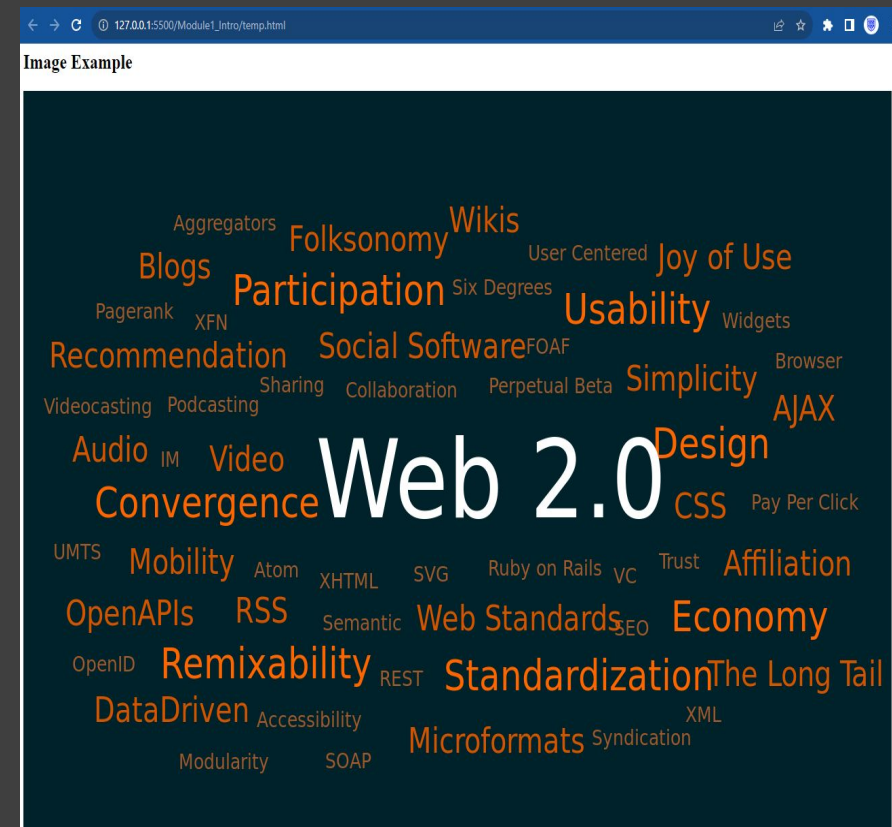 127.0.0.1:5500/Module1_Intro/temp.html
Image Example
Aggregators Folksonomy Wikis
Blogs User Centered Joy of Use
Participation Six Degrees Usability
Pagerank XFN Widgets
Recommendation Social Software FOAF
Browser
Sharing Collaboration Perpetual Beta Simplicity
Videocasting Podcasting AJAX
Audio IM Video Design
Convergence Web 2.0 CSS Pay Per Click
UMTS Mobility Atom XHTML SVG Ruby on Rails VC Trust Affiliation
OpenAPIs RSS Semantic Web Standards SEO Economy
OpenID Remixability REST Standardization The Long Tail
DataDriven Accessibility XML
Microformats Syndication
Modularity SOAP